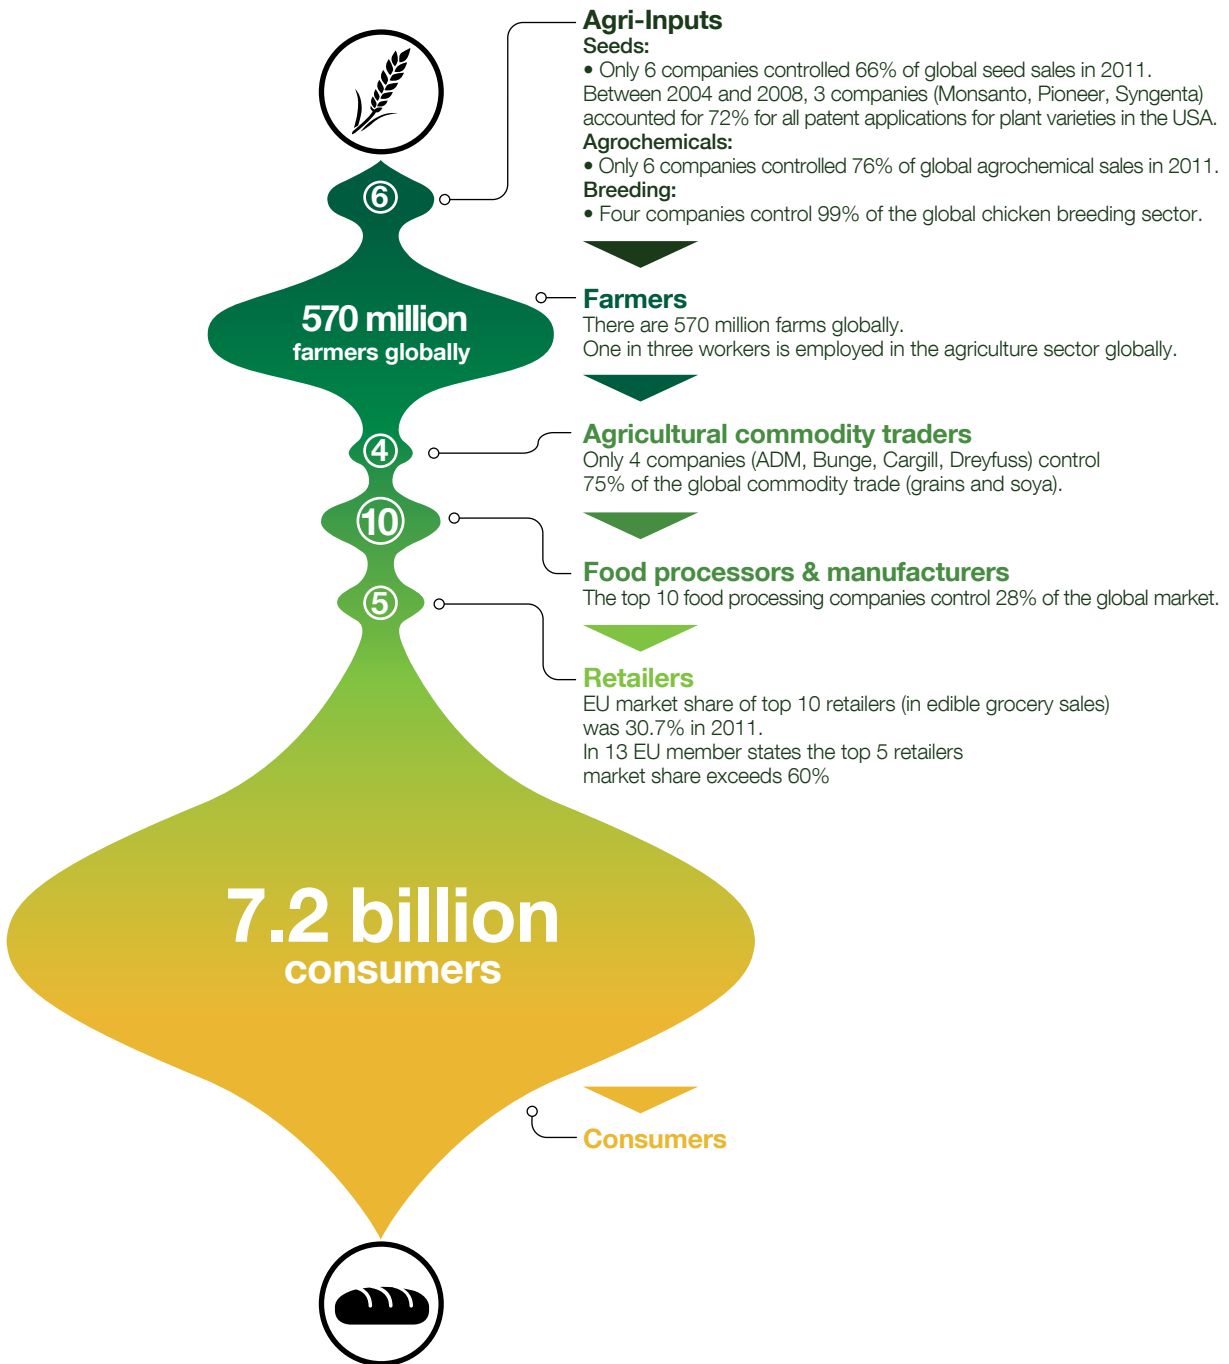 Agri-Inputs
Seeds:
• Only 6 companies controlled 66% of global seed sales in 2011.
Between 2004 and 2008, 3 companies (Monsanto, Pioneer, Syngenta)
accounted for 72% for all patent applications for plant varieties in the USA.
Agrochemicals:
• Only 6 companies controlled 76% of global agrochemical sales in 2011.
Breeding:
• Four companies control 99% of the global chicken breeding sector.
6
Farmers
There are 570 million farms globally.
One in three workers is employed in the agriculture sector globally.
570 million
farmers globally
Agricultural commodity traders
Only 4 companies (ADM, Bunge, Cargill, Dreyfuss) control
75% of the global commodity trade (grains and soya).
4
10
Food processors & manufacturers
The top 10 food processing companies control 28% of the global market.
5
Retailers
EU market share of top 10 retailers (in edible grocery sales)
was 30.7% in 2011.
In 13 EU member states the top 5 retailers
market share exceeds 60%
7.2 billion
consumers
Consumers